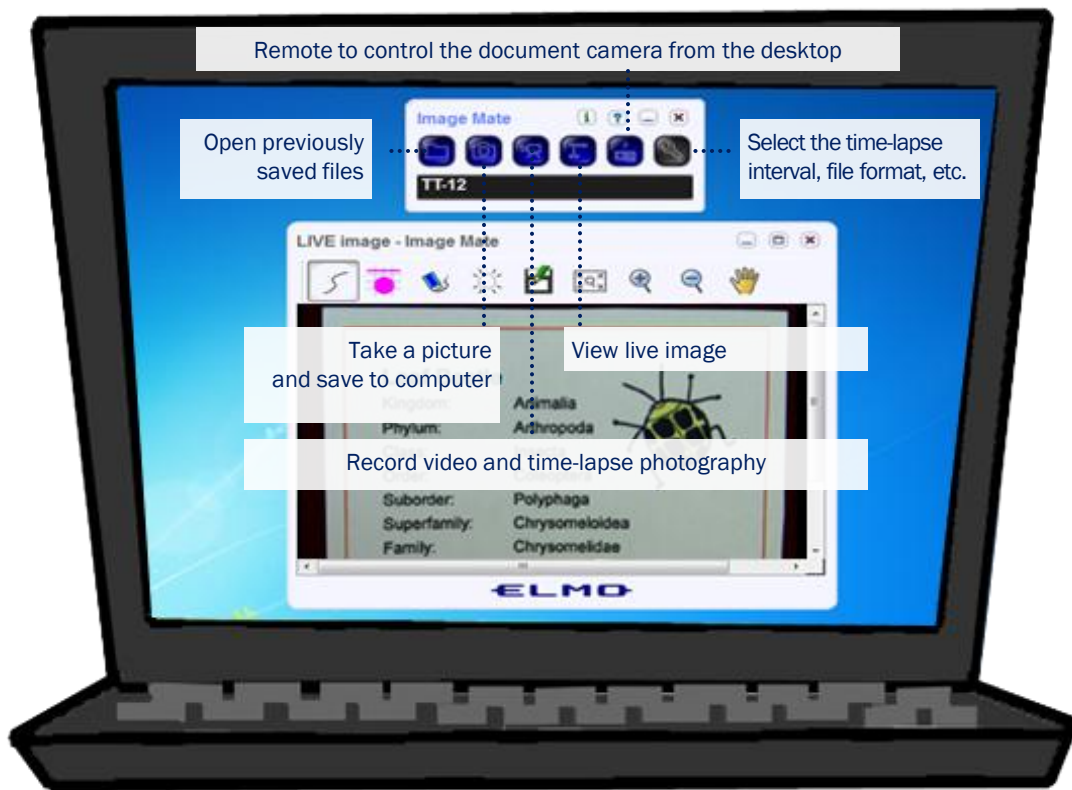 Remote to control the document camera from the desktop
Image Mate
Open previously
saved files
Select the time-lapse
interval, file format, etc.
TT-12
LIVE image - Image Mate
Take a picture
and save to computer
View live image
Kingdom: Animalia
Phylum: Arthropoda
Record video and time-lapse photography
Suborder: Polyphaga
Superfamily: Chrysomeloidea
Family: Chrysomelidae
ELMO